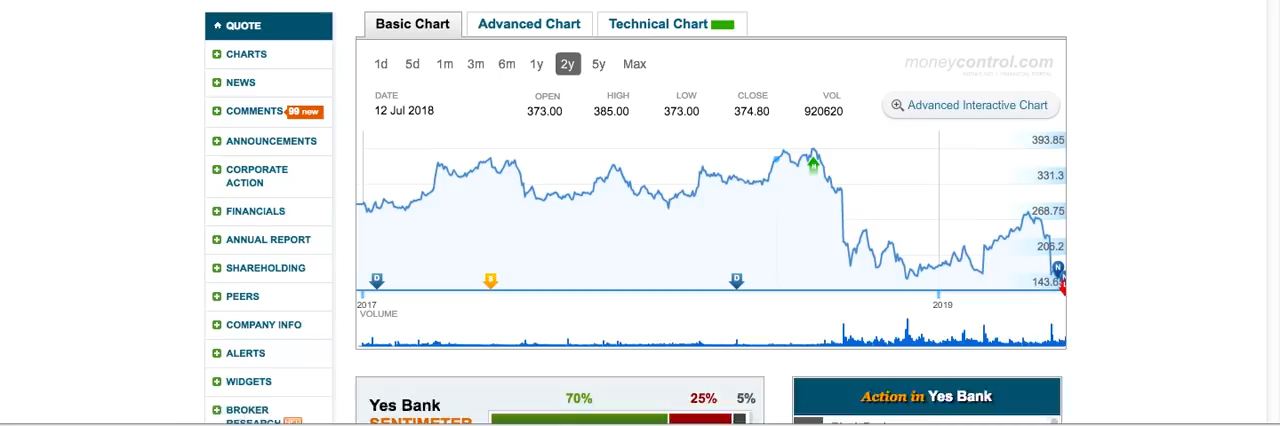 QUOTE
CHARTS
NEWS
COMMENTS 99 new
ANNOUNCEMENTS
CORPORATE
ACTION
FINANCIALS
ANNUAL REPORT
SHAREHOLDING
PEERS
COMPANY INFO
ALERTS
WIDGETS
BROKER
RESEARCH
Basic Chart Advanced Chart Technical Chart
1d 5d 1m 3m 6m 1y 2y 5y Max
moneycontrol.com
DATE OPEN HIGH LOW CLOSE VOL
12 Jul 2018 373.00 385.00 373.00 374.80 920620
Advanced Interactive Chart
393.85
331.3
268.75
206.2
143.65
D
D
N
2017 2019
VOLUME
70% 25% 5%
Yes Bank
SENTIMETER
Action in Yes Bank